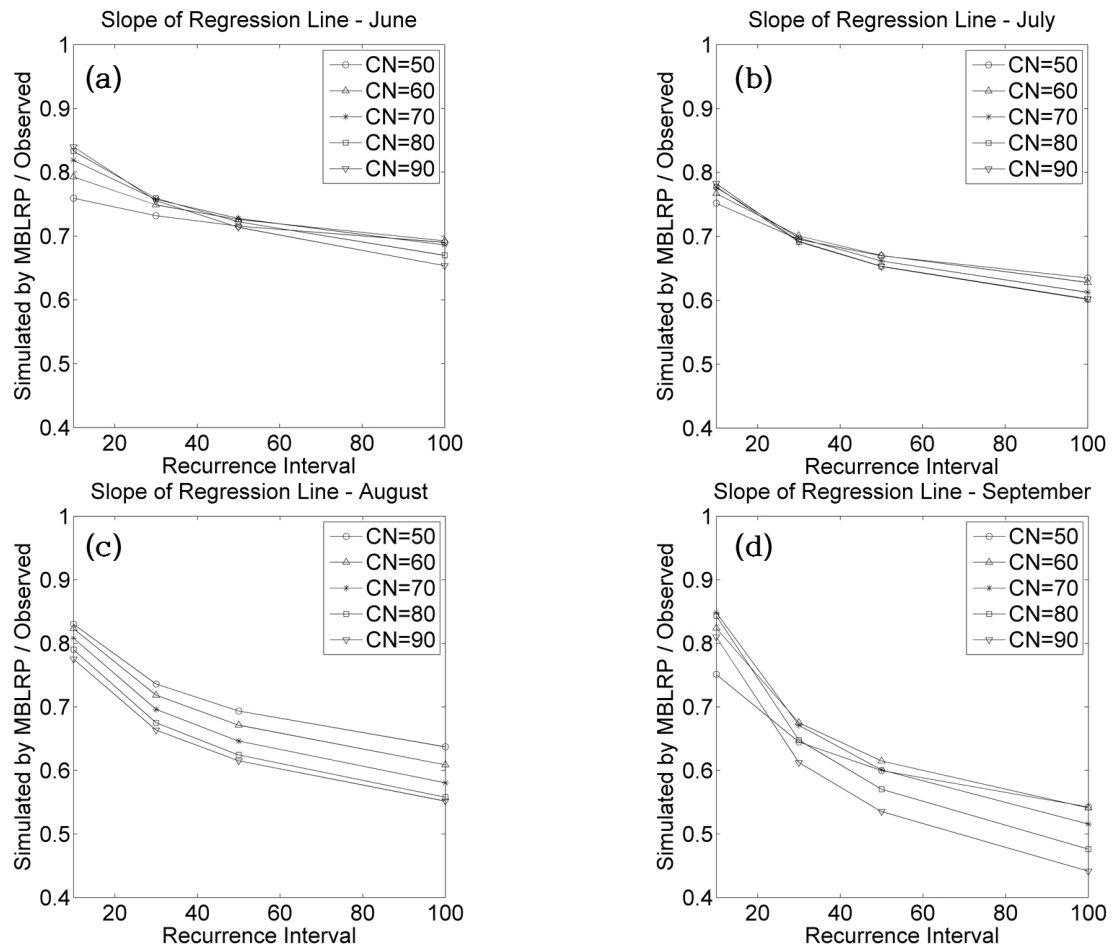 Slope of Regression Line - June
(a)
CN=50
CN=60
CN=70
CN=80
CN=90
Simulated by MBLRP / Observed
1
0.9
0.8
0.7
0.6
0.5
0.4
20 40 60 80 100
Recurrence Interval
Slope of Regression Line - July
(b)
CN=50
CN=60
CN=70
CN=80
CN=90
Simulated by MBLRP / Observed
1
0.9
0.8
0.7
0.6
0.5
0.4
20 40 60 80 100
Recurrence Interval
Slope of Regression Line - August
(c)
CN=50
CN=60
CN=70
CN=80
CN=90
Simulated by MBLRP / Observed
1
0.9
0.8
0.7
0.6
0.5
0.4
20 40 60 80 100
Recurrence Interval
Slope of Regression Line - September
(d)
CN=50
CN=60
CN=70
CN=80
CN=90
Simulated by MBLRP / Observed
1
0.9
0.8
0.7
0.6
0.5
0.4
20 40 60 80 100
Recurrence Interval